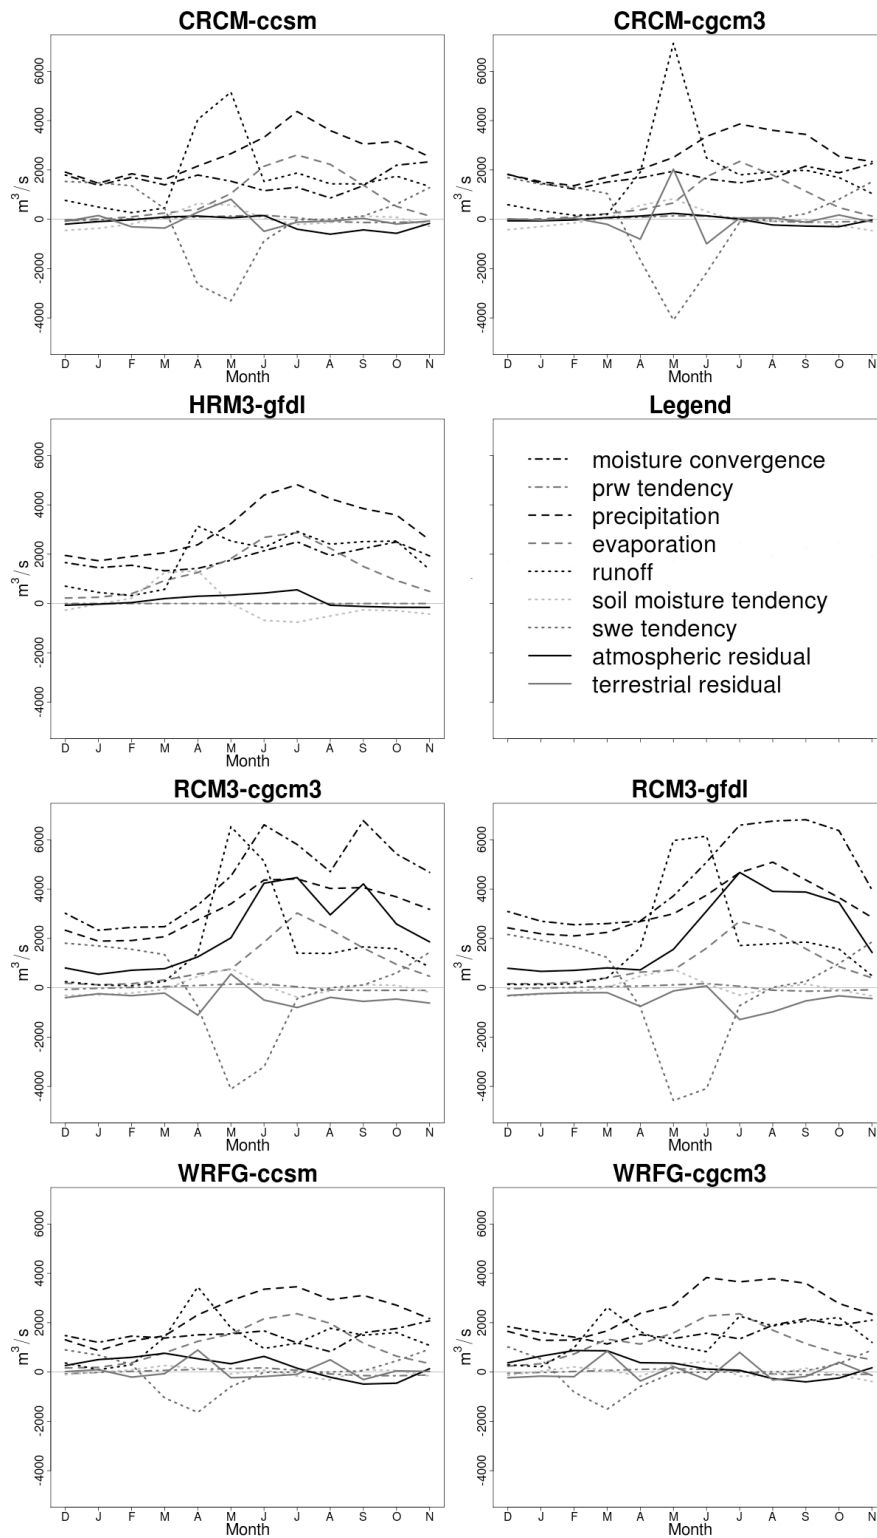 CRCM-ccsm
CRCM-cgcm3
6000
4000
2000
0
-2000
-4000
m³/s
D J F M A M J J A S O N
Month
6000
4000
2000
0
-2000
-4000
m³/s
D J F M A M J J A S O N
Month
HRM3-gfdl
Legend
6000
4000
2000
0
-2000
-4000
m³/s
D J F M A M J J A S O N
Month
moisture convergence
prw tendency
precipitation
evaporation
runoff
soil moisture tendency
swe tendency
atmospheric residual
terrestrial residual
RCM3-cgcm3
RCM3-gfdl
6000
4000
2000
0
-2000
-4000
m³/s
D J F M A M J J A S O N
Month
6000
4000
2000
0
-2000
-4000
m³/s
D J F M A M J J A S O N
Month
WRFG-ccsm
WRFG-cgcm3
6000
4000
2000
0
-2000
-4000
m³/s
D J F M A M J J A S O N
Month
6000
4000
2000
0
-2000
-4000
m³/s
D J F M A M J J A S O N
Month